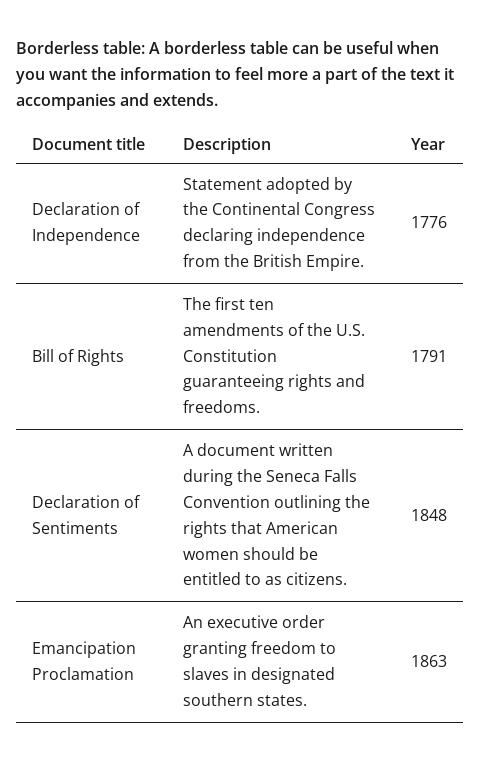 Borderless table: A borderless table can be useful when
you want the information to feel more a part of the text it
accompanies and extends.
Document title Description Year
Declaration of
Independence
Statement adopted by
the Continental Congress
declaring independence
from the British Empire.
1776
Bill of Rights
The first ten
amendments of the U.S.
Constitution
guaranteeing rights and
freedoms.
1791
Declaration of
Sentiments
A document written
during the Seneca Falls
Convention outlining the
rights that American
women should be
entitled to as citizens.
1848
Emancipation
Proclamation
An executive order
granting freedom to
slaves in designated
southern states.
1863